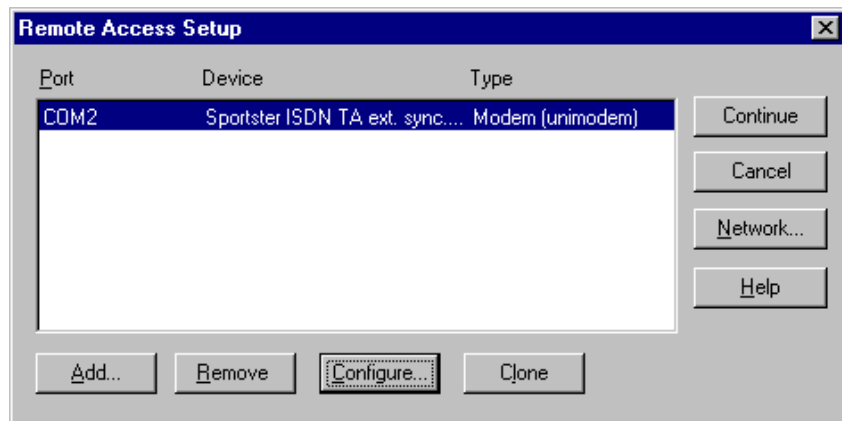 Remote Access Setup
Port Device Type
COM2 Sportster ISDN TA ext. sync.... Modem (unimodem)
Continue
Cancel
Network...
Help
Add... Remove Configure... Clone